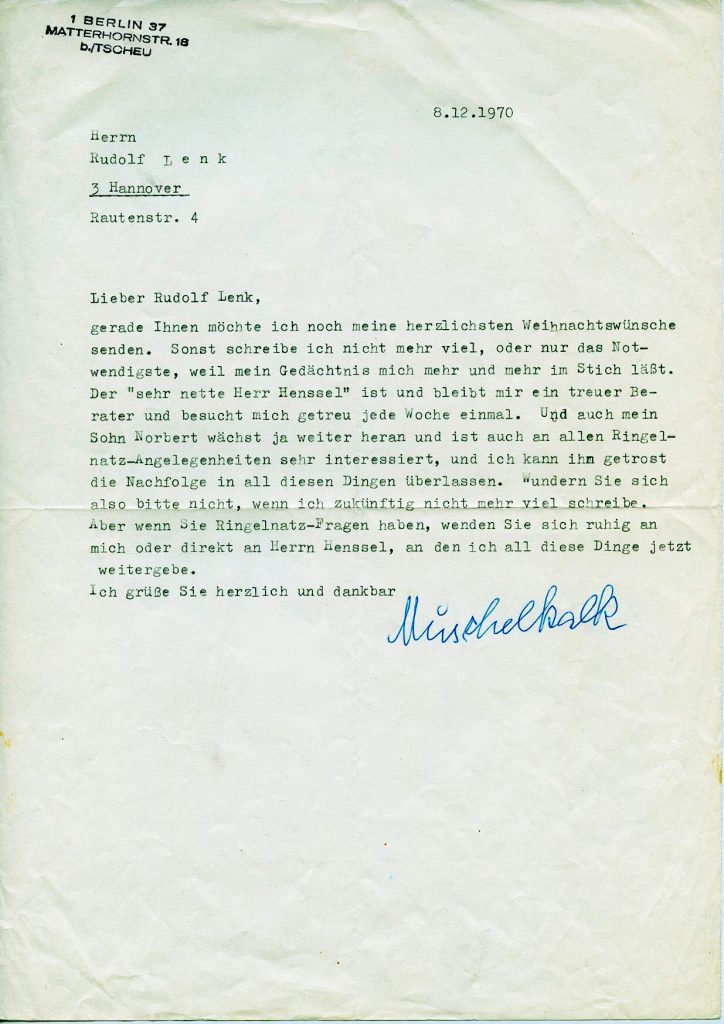 1 BERLIN 37
MATTERHORNSTR. 18
b./TSCHEU
8.12.1970
Herrn
Rudolf L e n k
3 Hannover
Rautenstr. 4
Lieber Rudolf Lenk,
gerade Ihnen möchte ich noch meine herzlichsten Weihnachtswünsche
senden. Sonst schreibe ich nicht mehr viel, oder nur das Not-
wendigste, weil mein Gedächtnis mich mehr und mehr im Stich läßt.
Der "sehr nette Herr Henssel" ist und bleibt mir ein treuer Be-
rater und besucht mich getreu jede Woche einmal. Und auch mein
Sohn Norbert wächst ja weiter heran und ist auch an allen Ringel-
natz-Angelegenheiten sehr interessiert, und ich kann ihm getrost
die Nachfolge in all diesen Dingen überlassen. Wundern Sie sich
also bitte nicht, wenn ich zukünftig nicht mehr viel schreibe.
Aber wenn Sie Ringelnatz-Fragen haben, wenden Sie sich ruhig an
mich oder direkt an Herrn Henssel, an den ich all diese Dinge jetzt
weitergebe.
Ich grüße Sie herzlich und dankbar
Muschelkalk